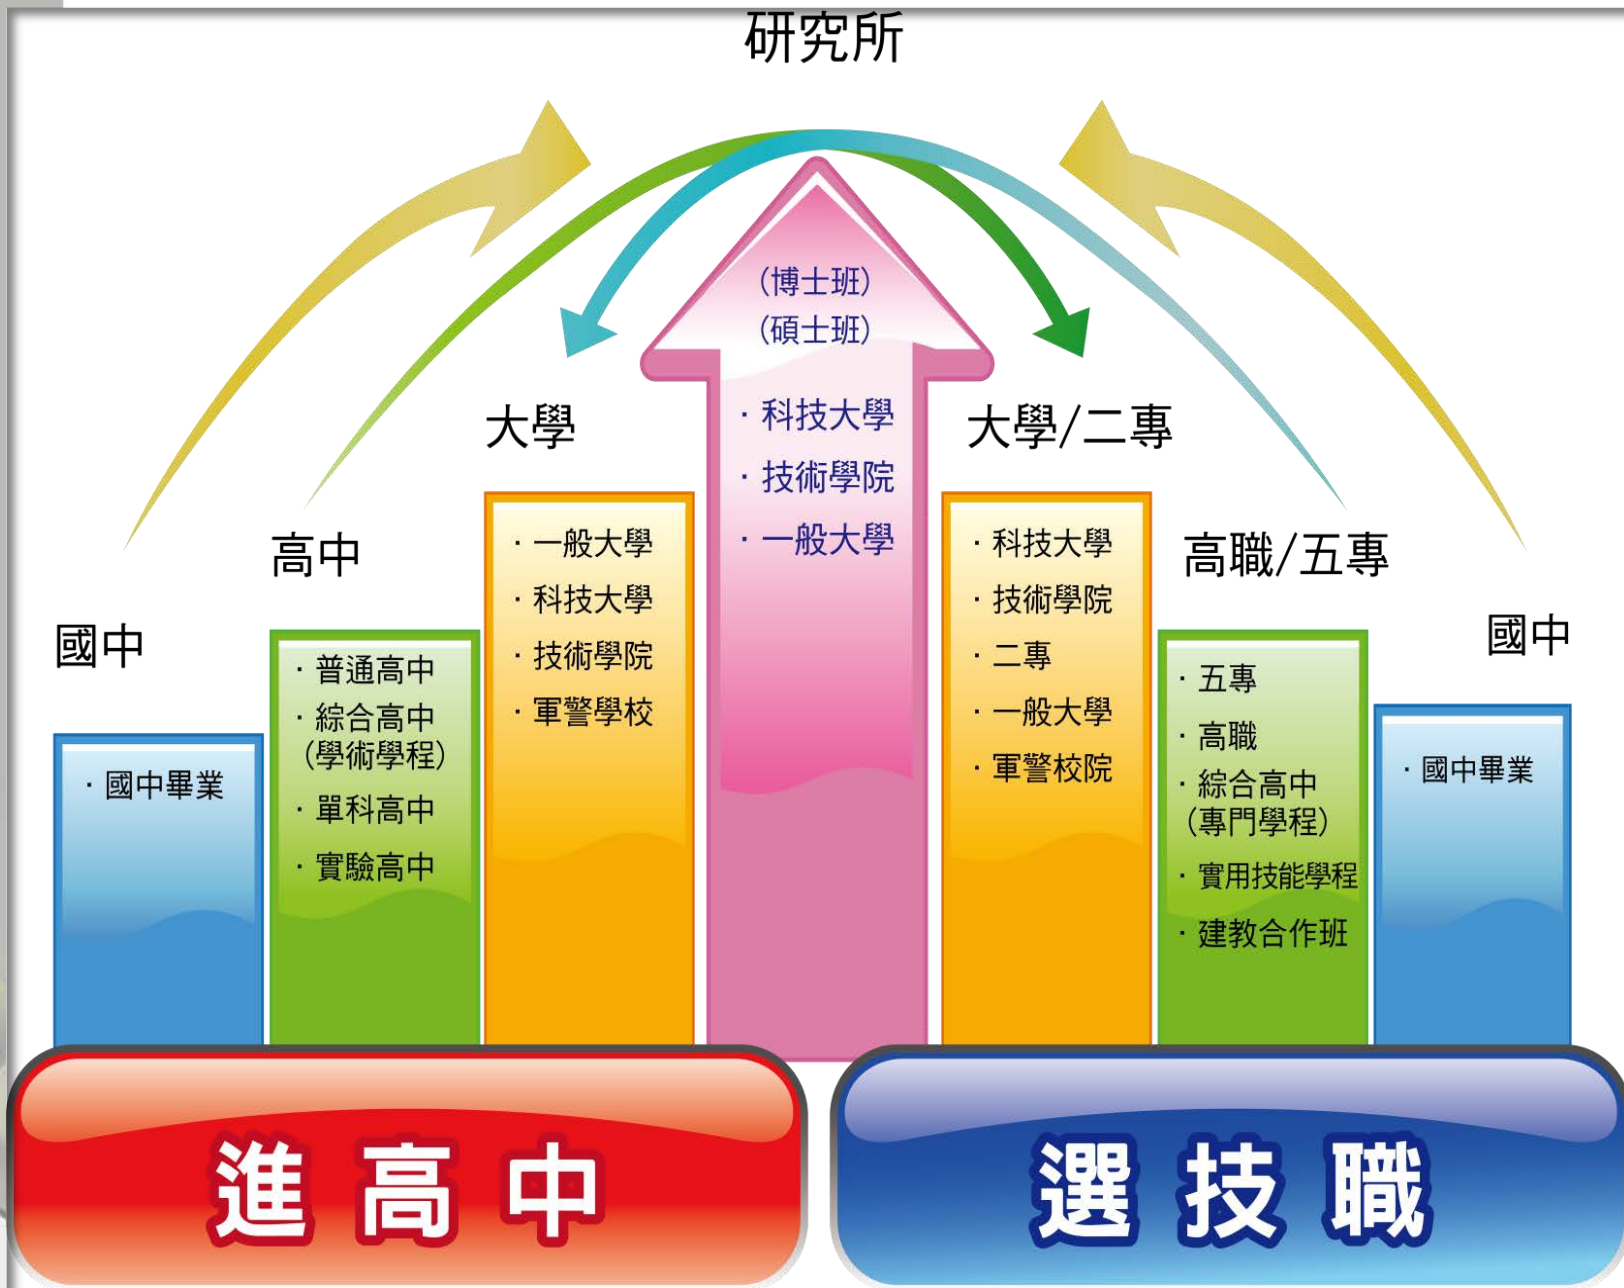 研究所
國中
·國中畢業
高中
·普通高中
·綜合高中
(學術學程)
·單科高中
·實驗高中
大學
·一般大學
·科技大學
·技術學院
·軍警學校
(博士班)
(碩士班)
·科技大學
·技術學院
·一般大學
大學/二專
·科技大學
·技術學院
·二專
·一般大學
·軍警校院
高職/五專
·五專
·高職
·綜合高中
(專門學程)
·實用技能學程
·建教合作班
國中
·國中畢業
進高中
選技職